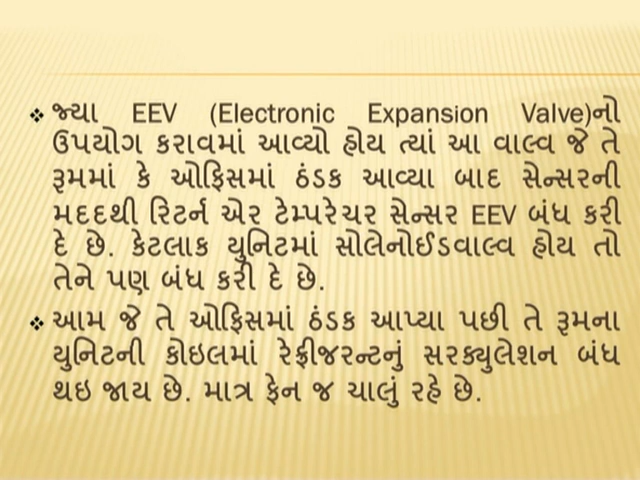 ❖ જ્યા EEV (Electronic Expansion Valve)નો
ઉપયોગ કરાવમાં આવ્યો હોય ત્યાં આ વાલ્વ જે તે
રૂમમાં કે ઓફિસમાં ઠંડક આવ્યા બાદ સેન્સરની
મદદથી રિટર્ન એર ટેમ્પરેચર સેન્સર EEV બંધ કરી
દે છે. કેટલાક યુનિટમાં સોલેનોઈડવાલ્વ હોય તો
તેને પણ બંધ કરી દે છે.
❖ આમ જે તે ઓફિસમાં ઠંડક આપ્યા પછી તે રૂમના
યુનિટની કોઇલમાં રેફ્રીજરન્ટનું સરક્યુલેશન બંધ
થઇ જાય છે. માત્ર ફેન જ ચાલું રહે છે.